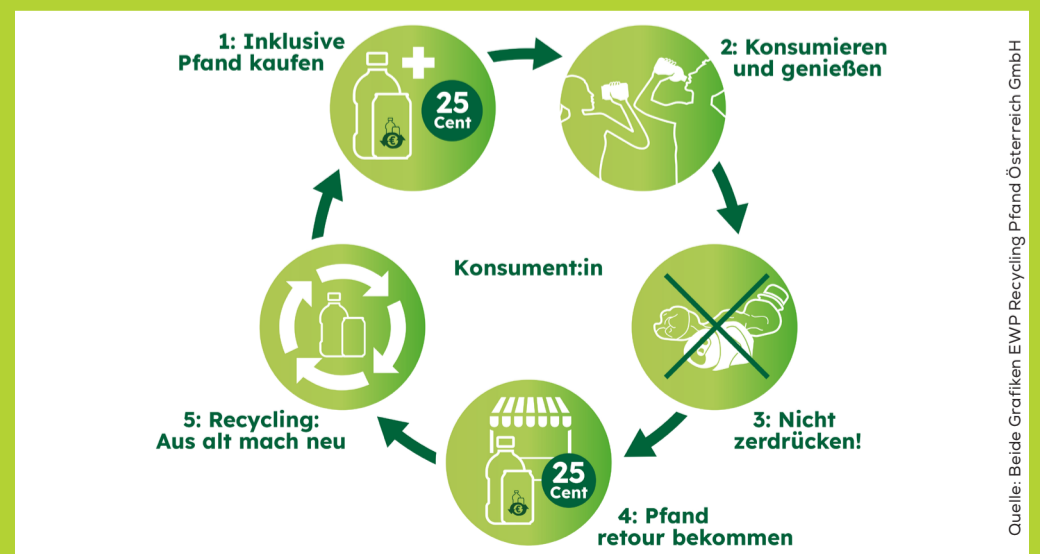 1: Inklusive
Pfand kaufen
25
Cent
2: Konsumieren
und genießen
Konsument:in
3: Nicht
zerdrücken!
25
Cent
4: Pfand
retour bekommen
5: Recycling:
Aus alt mach neu
€
€
Quelle: Beide Grafiken EWP Recycling Pfand Österreich GmbH